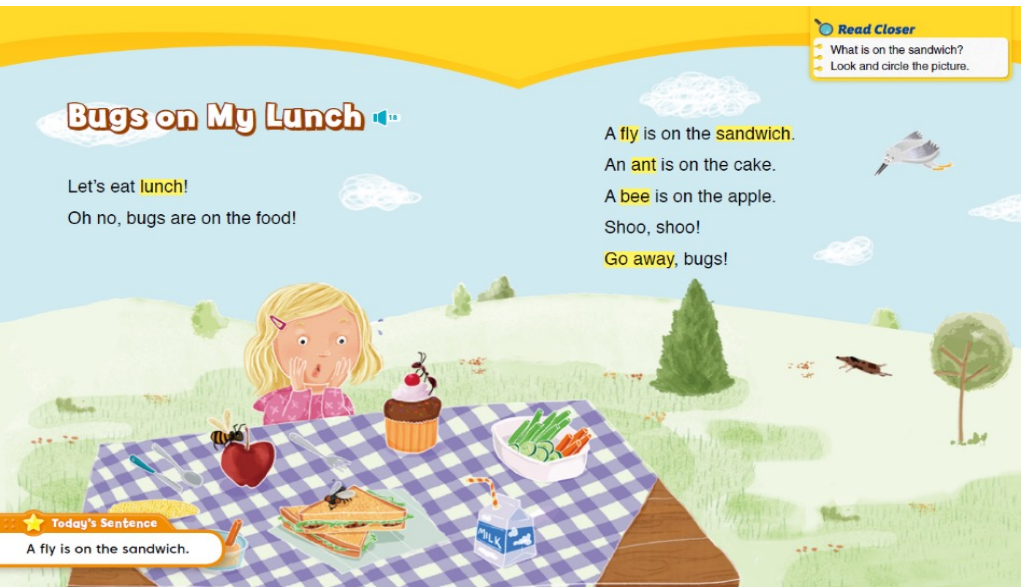 Read Closer
What is on the sandwich?
Look and circle the picture.
Bugs on My Lunch
18
Let's eat lunch!
Oh no, bugs are on the food!
A fly is on the sandwich.
An ant is on the cake.
A bee is on the apple.
Shoo, shoo!
Go away, bugs!
MILK
Today's Sentence
A fly is on the sandwich.